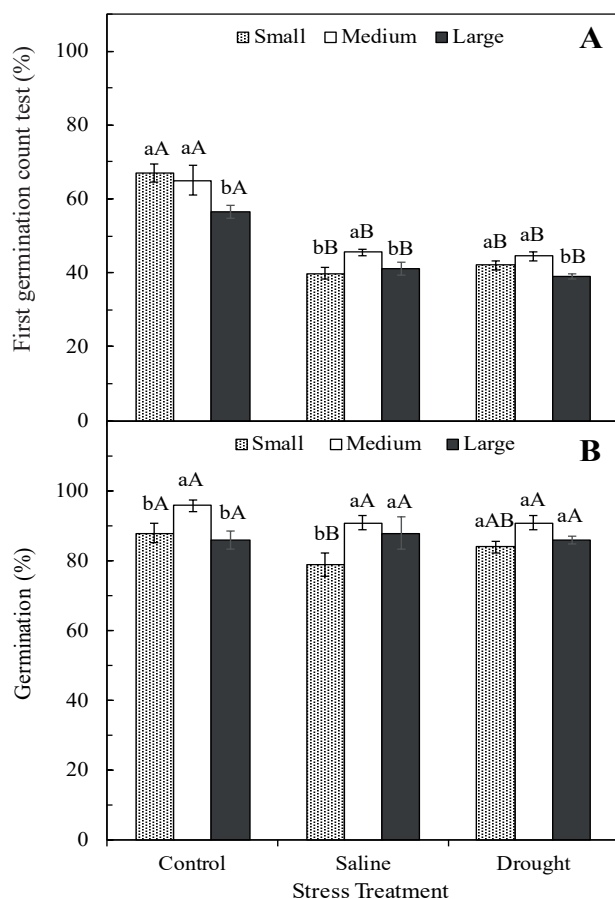 A
Small Medium Large
First germination count test (%)
100
80
60
40
20
0
aA aA bA
bB aB bB
aB aB bB
B
Small Medium Large
Germination (%)
100
80
60
40
20
0
bA aA bA
bB aA aA
aAB aA aA
Control Saline Drought
Stress Treatment